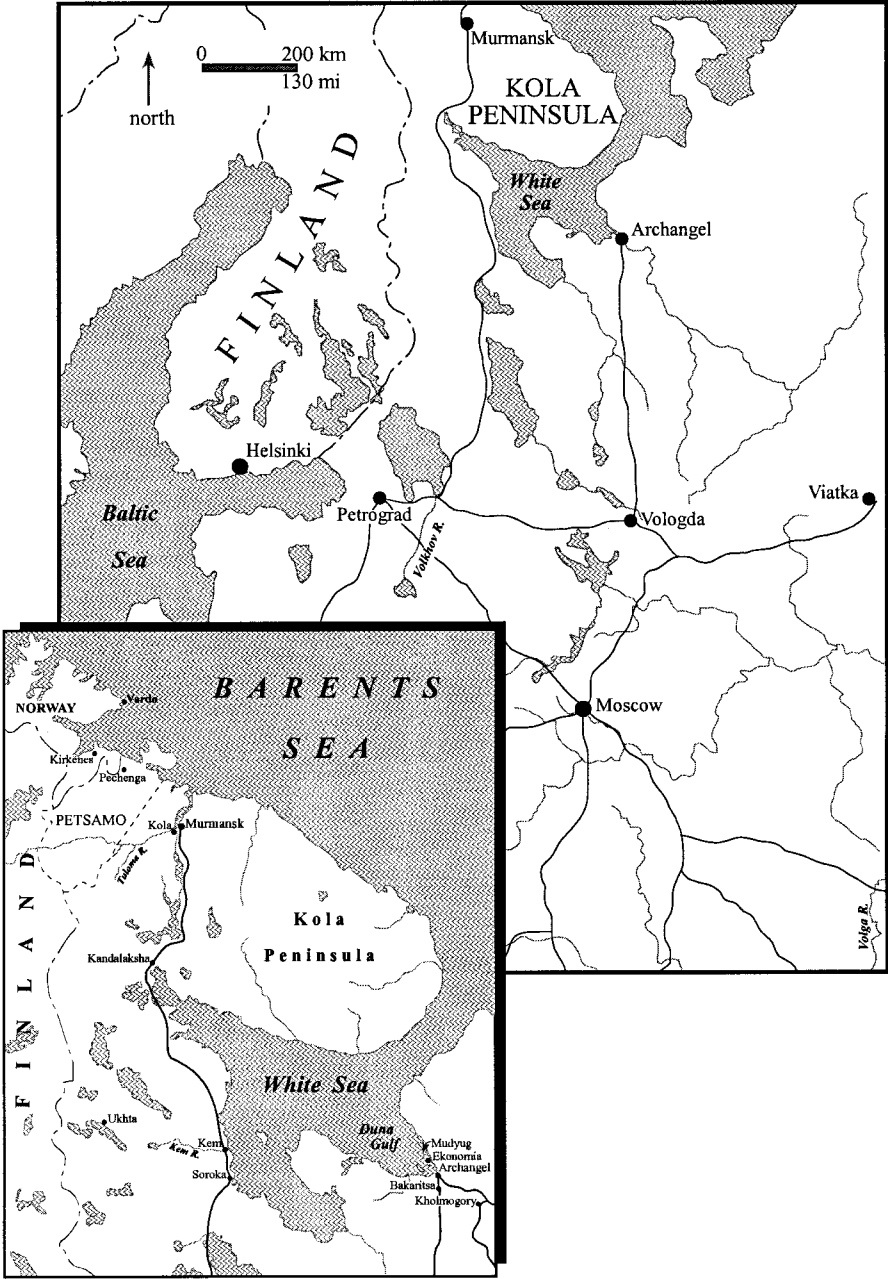 Murmansk
0 200 km
130 mi
KOLA
PENINSULA
north
FINLAND
White
Sea
Archangel
Helsinki
Viatka
Petrograd
Vologda
Baltic
Sea
Volkhov R.
Moscow
Volga R.
BARENTS
SEA
Vardo
NORWAY
Kirkenes
Pechenga
PETSAMO
Kola
Murmansk
Tuloma R.
FINLAND
Kola
Peninsula
Kandalaksha
White Sea
Ukhta
Duna
Gulf
Kem
Kem R.
Mudyug
Ekonomia
Archangel
Soroka
Bakaritsa
Kholmogory